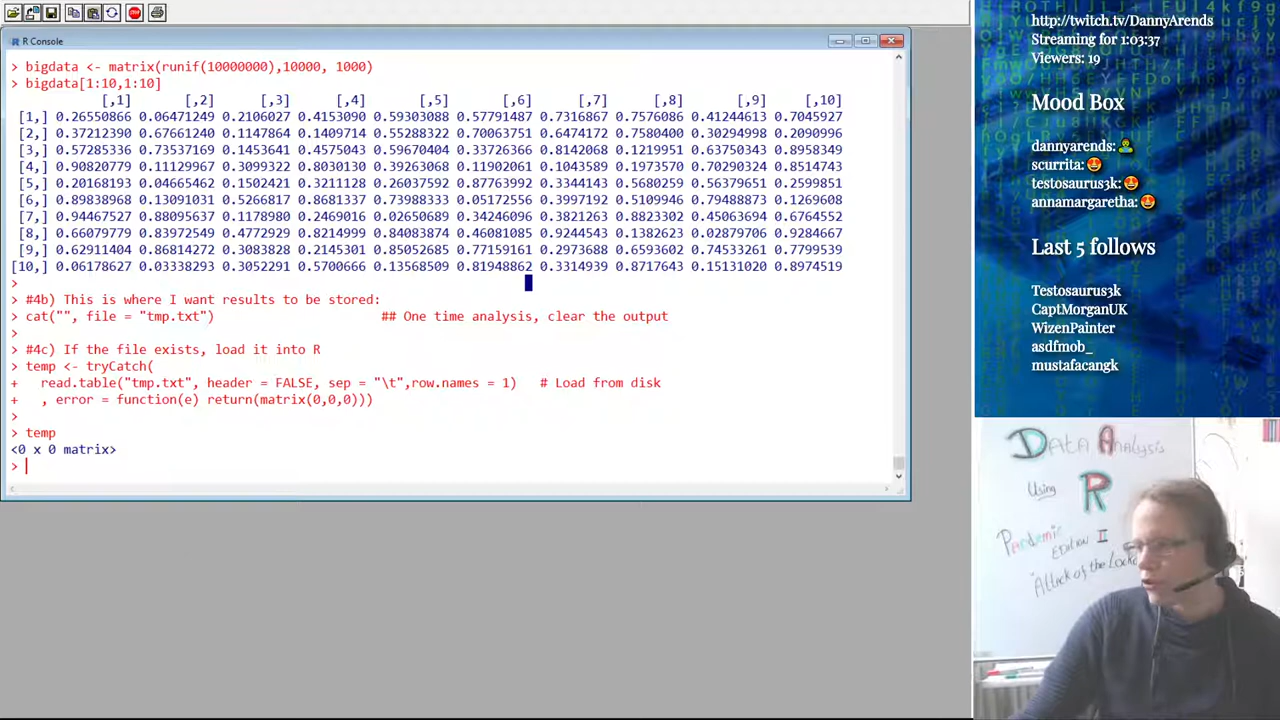 R Console
> bigdata <- matrix(runif(10000000),10000, 1000)
> bigdata[1:10,1:10]
[,1] [,2] [,3] [,4] [,5] [,6] [,7] [,8] [,9] [,10]
[1,] 0.26550866 0.06471249 0.2106027 0.4153090 0.59303088 0.57791487 0.7316867 0.7576086 0.41244613 0.7045927
[2,] 0.37212390 0.67661240 0.1147864 0.1409714 0.55288322 0.70063751 0.6474172 0.7580400 0.30294998 0.2090996
[3,] 0.57285336 0.73537169 0.1453641 0.4575043 0.59670404 0.33726366 0.8142068 0.1219951 0.63750343 0.8958349
[4,] 0.90820779 0.11129967 0.3099322 0.8030130 0.39263068 0.11902061 0.1043589 0.1973570 0.70290324 0.8514743
[5,] 0.20168193 0.04665462 0.1502421 0.3211128 0.26037592 0.87763992 0.3344143 0.5680259 0.56379651 0.2599851
[6,] 0.89838968 0.13091031 0.5266817 0.8681337 0.73988333 0.05172366 0.3997192 0.5109946 0.79488873 0.1269608
[7,] 0.94467527 0.88095637 0.1178980 0.2469016 0.02650803 0.34246096 0.3821263 0.8823302 0.45063694 0.6764552
[8,] 0.66079779 0.83972549 0.4772929 0.8214999 0.84083874 0.46081085 0.9244543 0.1382623 0.02879706 0.9284667
[9,] 0.62911404 0.86814272 0.3083828 0.2145301 0.85052685 0.77159161 0.2973688 0.6593602 0.74533261 0.7799539
[10,] 0.06178627 0.03338293 0.3052291 0.5700666 0.13568509 0.81948862 0.3314939 0.8717643 0.15131020 0.8974519
>
> #4b) This is where I want results to be stored:
> cat("", file = "tmp.txt") ## One time analysis, clear the output
>
> #4c) If the file exists, load it into R
> temp <- tryCatch(
+ read.table("tmp.txt", header = FALSE, sep = "\t",row.names = 1) # Load from disk
+ , error = function(e) return(matrix(0,0,0)))
>
> temp
<0 x 0 matrix>
>
http://twitch.tv/DannyArends
Streaming for 1:03:37
Viewers: 19
Mood Box
dannyarends:
scurrita:
testosaurus3k:
annamargaretha:
Last 5 follows
Testosaurus3k
CaptMorganUK
WizenPainter
asdfmob_
mustafacangk
Data Analysis
Using
R
Pandemic
Edition II
"Attack of the